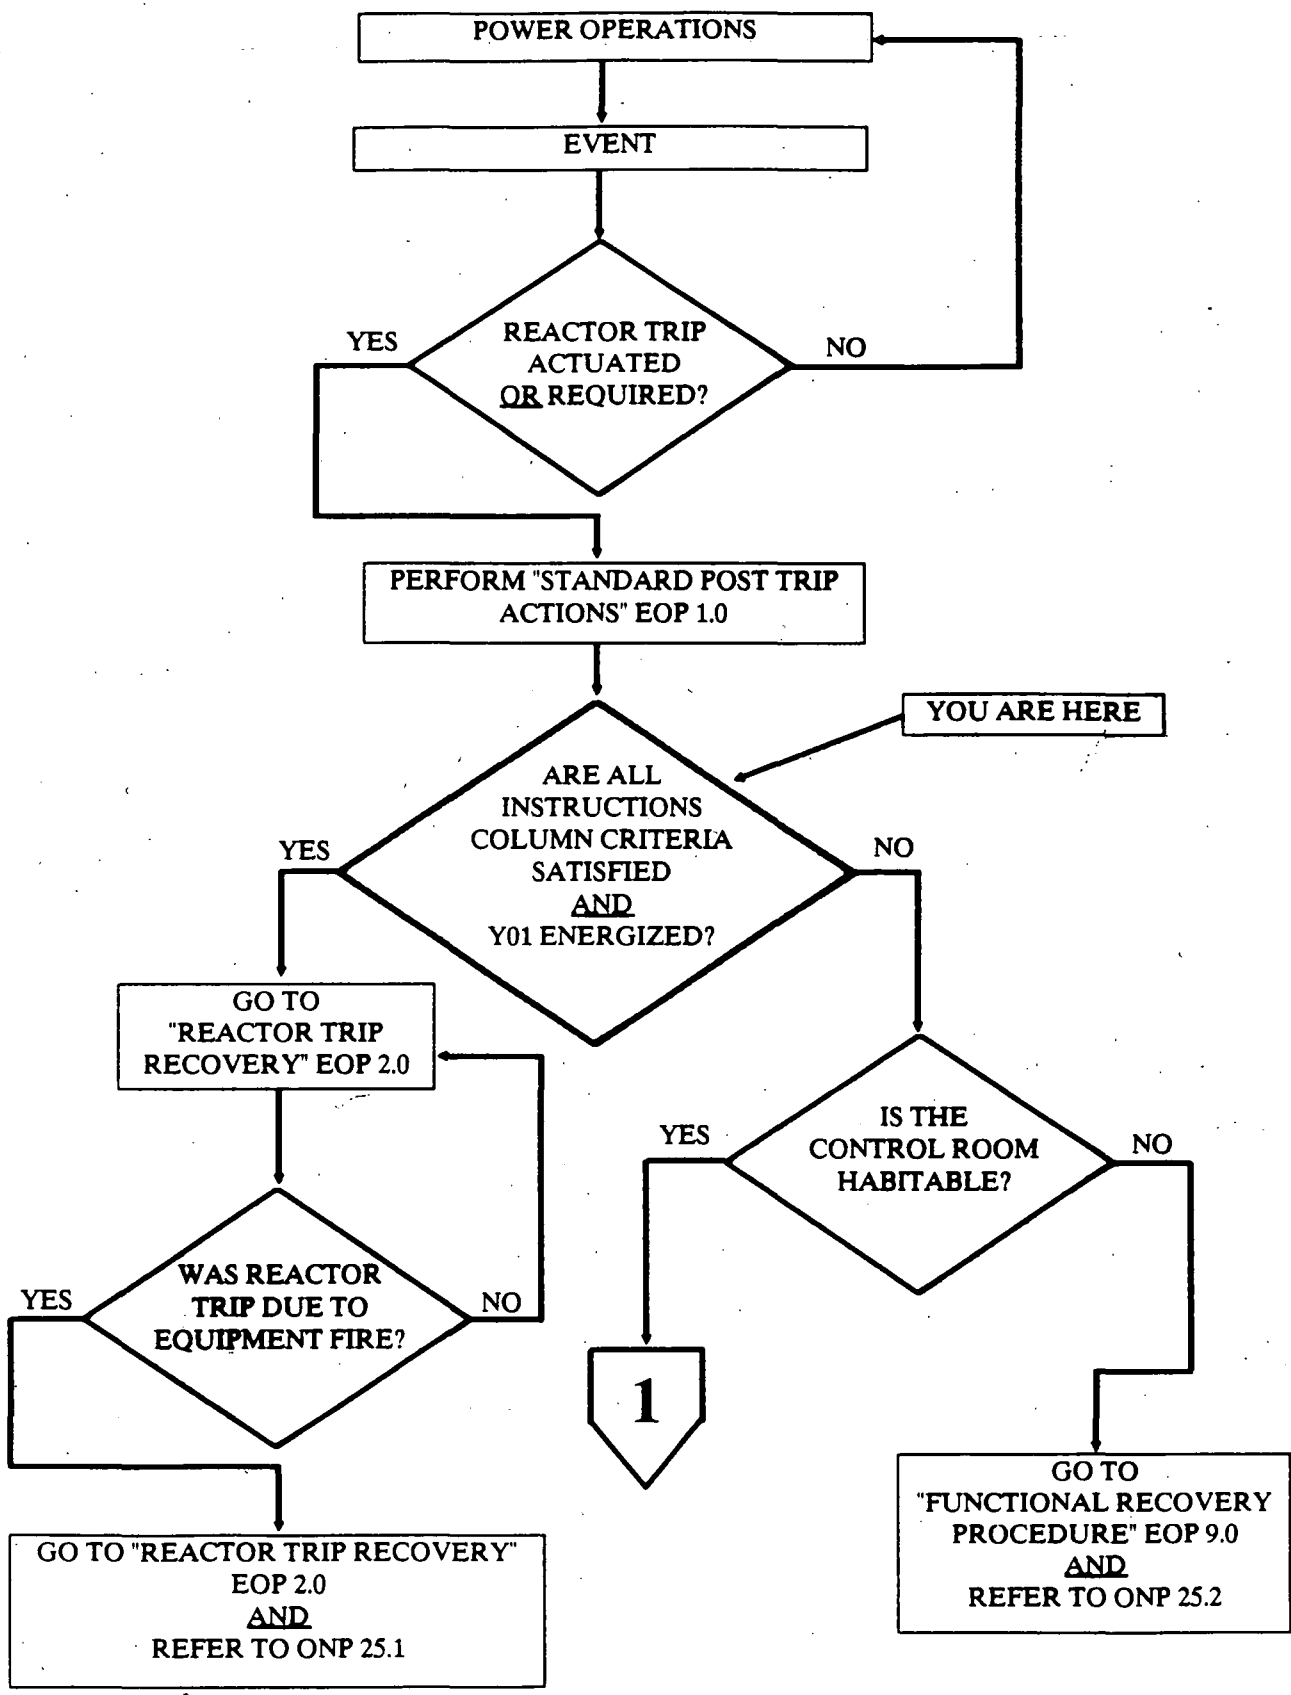 POWER OPERATIONS
EVENT
REACTOR TRIP
ACTUATED
OR REQUIRED?
YES
NO
PERFORM "STANDARD POST TRIP
ACTIONS" EOP 1.0
YOU ARE HERE
ARE ALL
INSTRUCTIONS
COLUMN CRITERIA
SATISFIED
AND
Y01 ENERGIZED?
YES
NO
GO TO
"REACTOR TRIP
RECOVERY" EOP 2.0
IS THE
CONTROL ROOM
HABITABLE?
YES
NO
WAS REACTOR
TRIP DUE TO
EQUIPMENT FIRE?
YES
NO
1
GO TO
"FUNCTIONAL RECOVERY
PROCEDURE" EOP 9.0
AND
REFER TO ONP 25.2
GO TO "REACTOR TRIP RECOVERY"
EOP 2.0
AND
REFER TO ONP 25.1